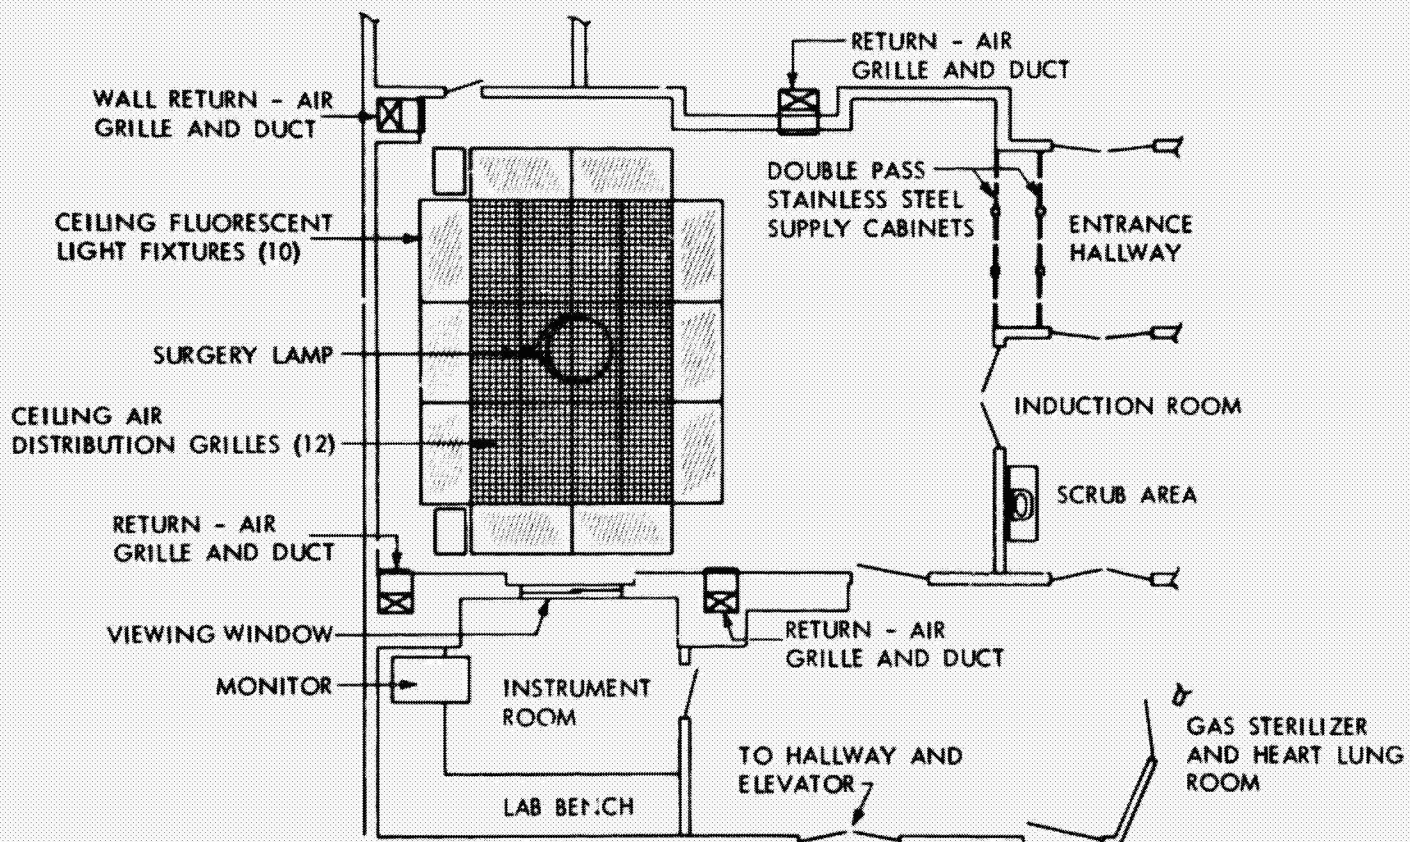 RETURN - AIR
GRILLE AND DUCT
WALL RETURN - AIR
GRILLE AND DUCT
DOUBLE PASS
STAINLESS STEEL
SUPPLY CABINETS
CEILING FLUORESCENT
LIGHT FIXTURES (10)
ENTRANCE
HALLWAY
SURGERY LAMP
INDUCTION ROOM
CEILING AIR
DISTRIBUTION GRILLES (12)
SCRUB AREA
RETURN - AIR
GRILLE AND DUCT
VIEWING WINDOW
RETURN - AIR
GRILLE AND DUCT
MONITOR
INSTRUMENT
ROOM
GAS STERILIZER
AND HEART LUNG
ROOM
TO HALLWAY AND
ELEVATOR
LAB BENCH